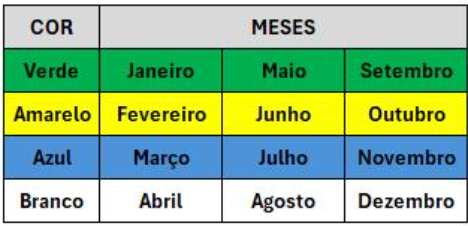 COR MESES
Verde Janeiro Maio Setembro
Amarelo Fevereiro Junho Outubro
Azul Março Julho Novembro
Branco Abril Agosto Dezembro